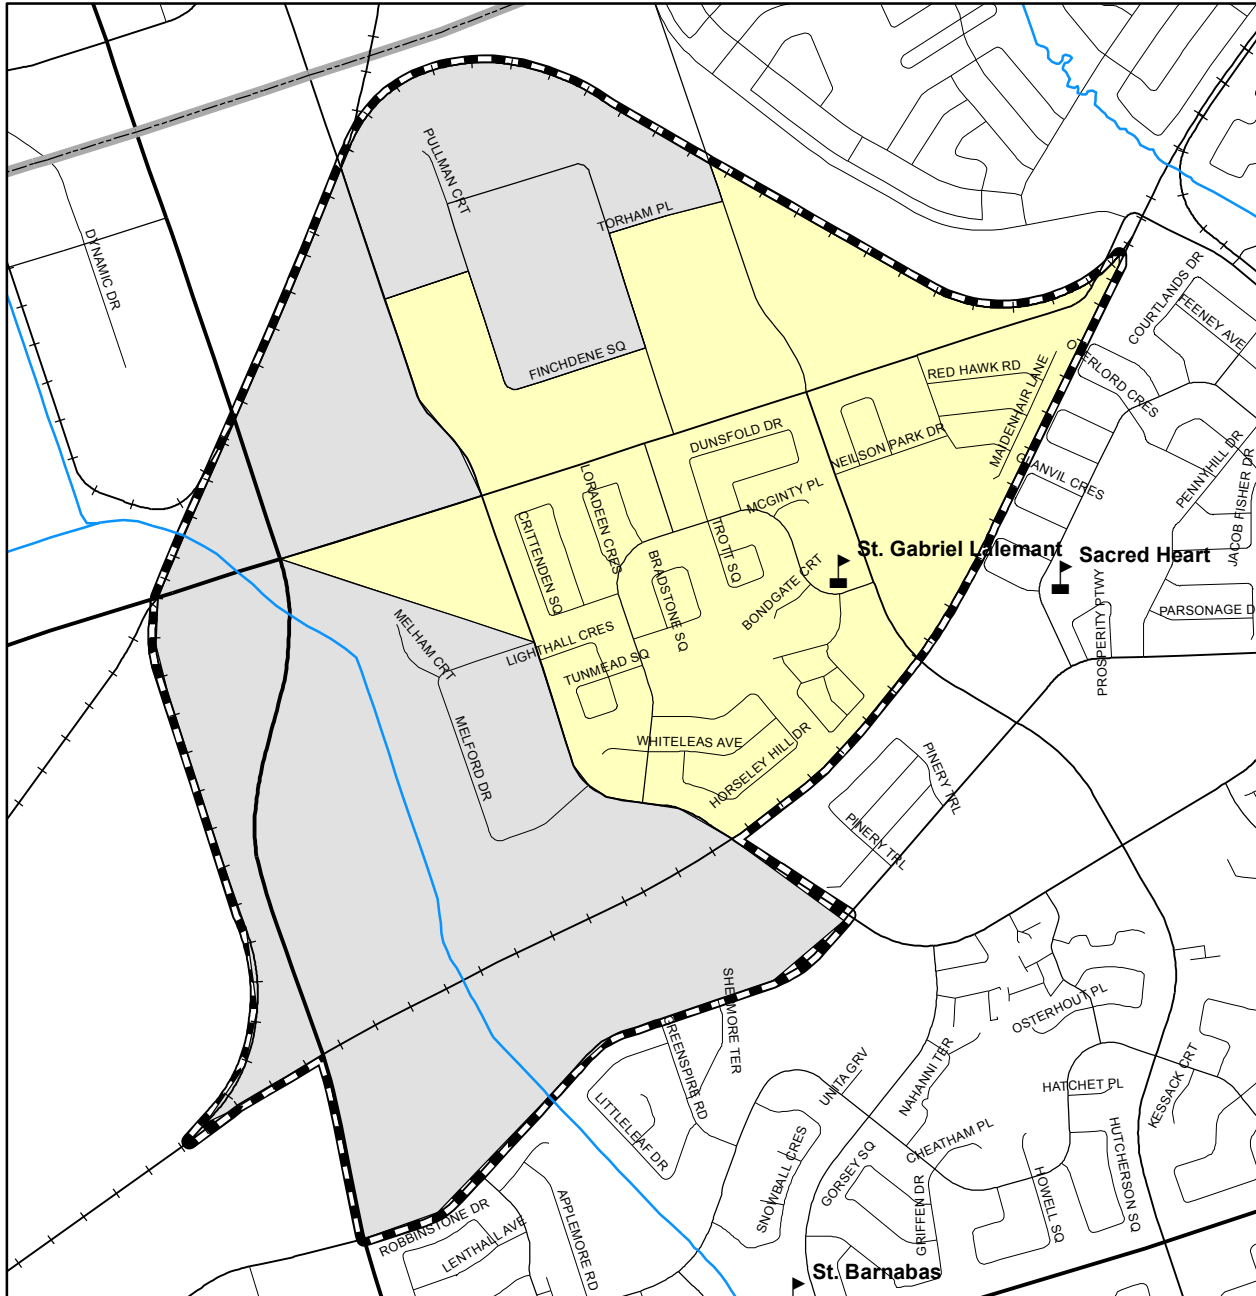 PULLMAN CRT
TORHAM PL
DYNAMIC DR
FINCHDENE SQ
COURTLANDS DR
FEENEY AVE
OVERLORD CRES
RED HAWK RD
MAIDENHAIR LANE
DUNSFOLD DR
NEILSON PARK DR
GLANVIL CRES
PENNYHILL DR
JACOB FISHER DR
LORADEEN CRES
CRITTENDEN SQ
MCGINTY PL
TROTT SQ
BRADSTONE SQ
BONDGATE CRT
St. Gabriel Lalemant
Sacred Heart
PROSPERITY PTWY
PARSONAGE D
MELHAM CRT
LIGHTHALL CRES
TUNMEAD SQ
MELFORD DR
WHITELEAS AVE
HORSELEY HILL DR
PINERY TRL
PINERY TRL
SHERMORE TER
GREENSPIRE RD
LITTLELEAF DR
UNITA GRV
NAHANNI TER
OSTERHOUT PL
HATCHET PL
KESSACK CRT
HUTCHERSON SQ
CHEATHAM PL
GORSEY SQ
SNOWBALL CRES
GRIFFEN DR
HOWELL SQ
ROBBINSTONE DR
LENTHALL AVE
APPLEMORE RD
St. Barnabas